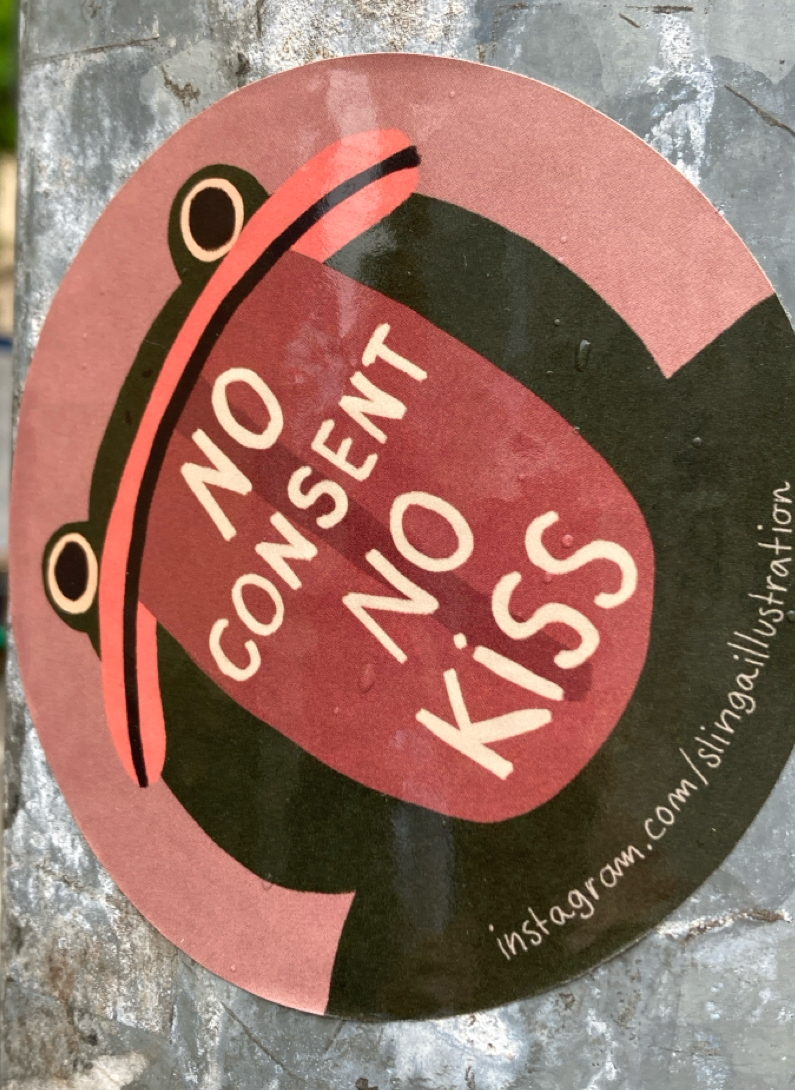 NO
CONSENT
NO
KiSS
instagram.com/slingaillustration